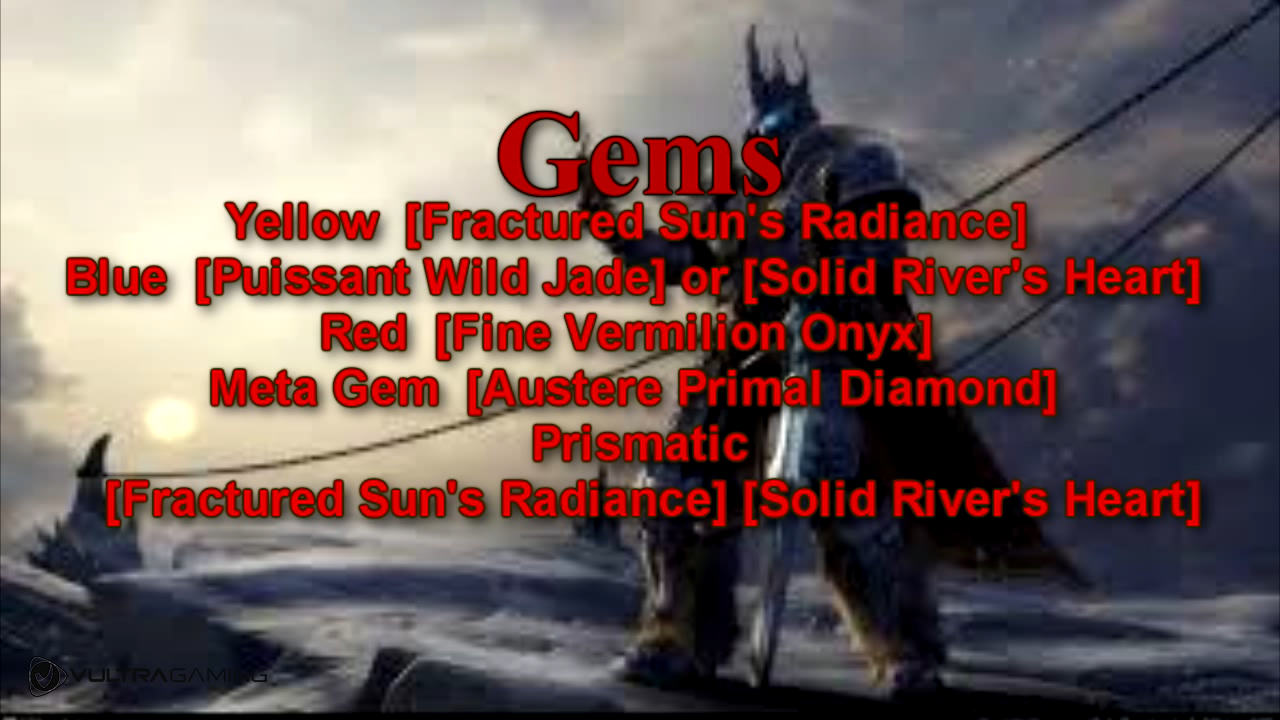 Gems
Yellow [Fractured Sun's Radiance]
Blue [Puissant Wild Jade] or [Solid River's Heart]
Red [Fine Vermilion Onyx]
Meta Gem [Austere Primal Diamond]
Prismatic
[Fractured Sun's Radiance] [Solid River's Heart]
VULTRAGAMING